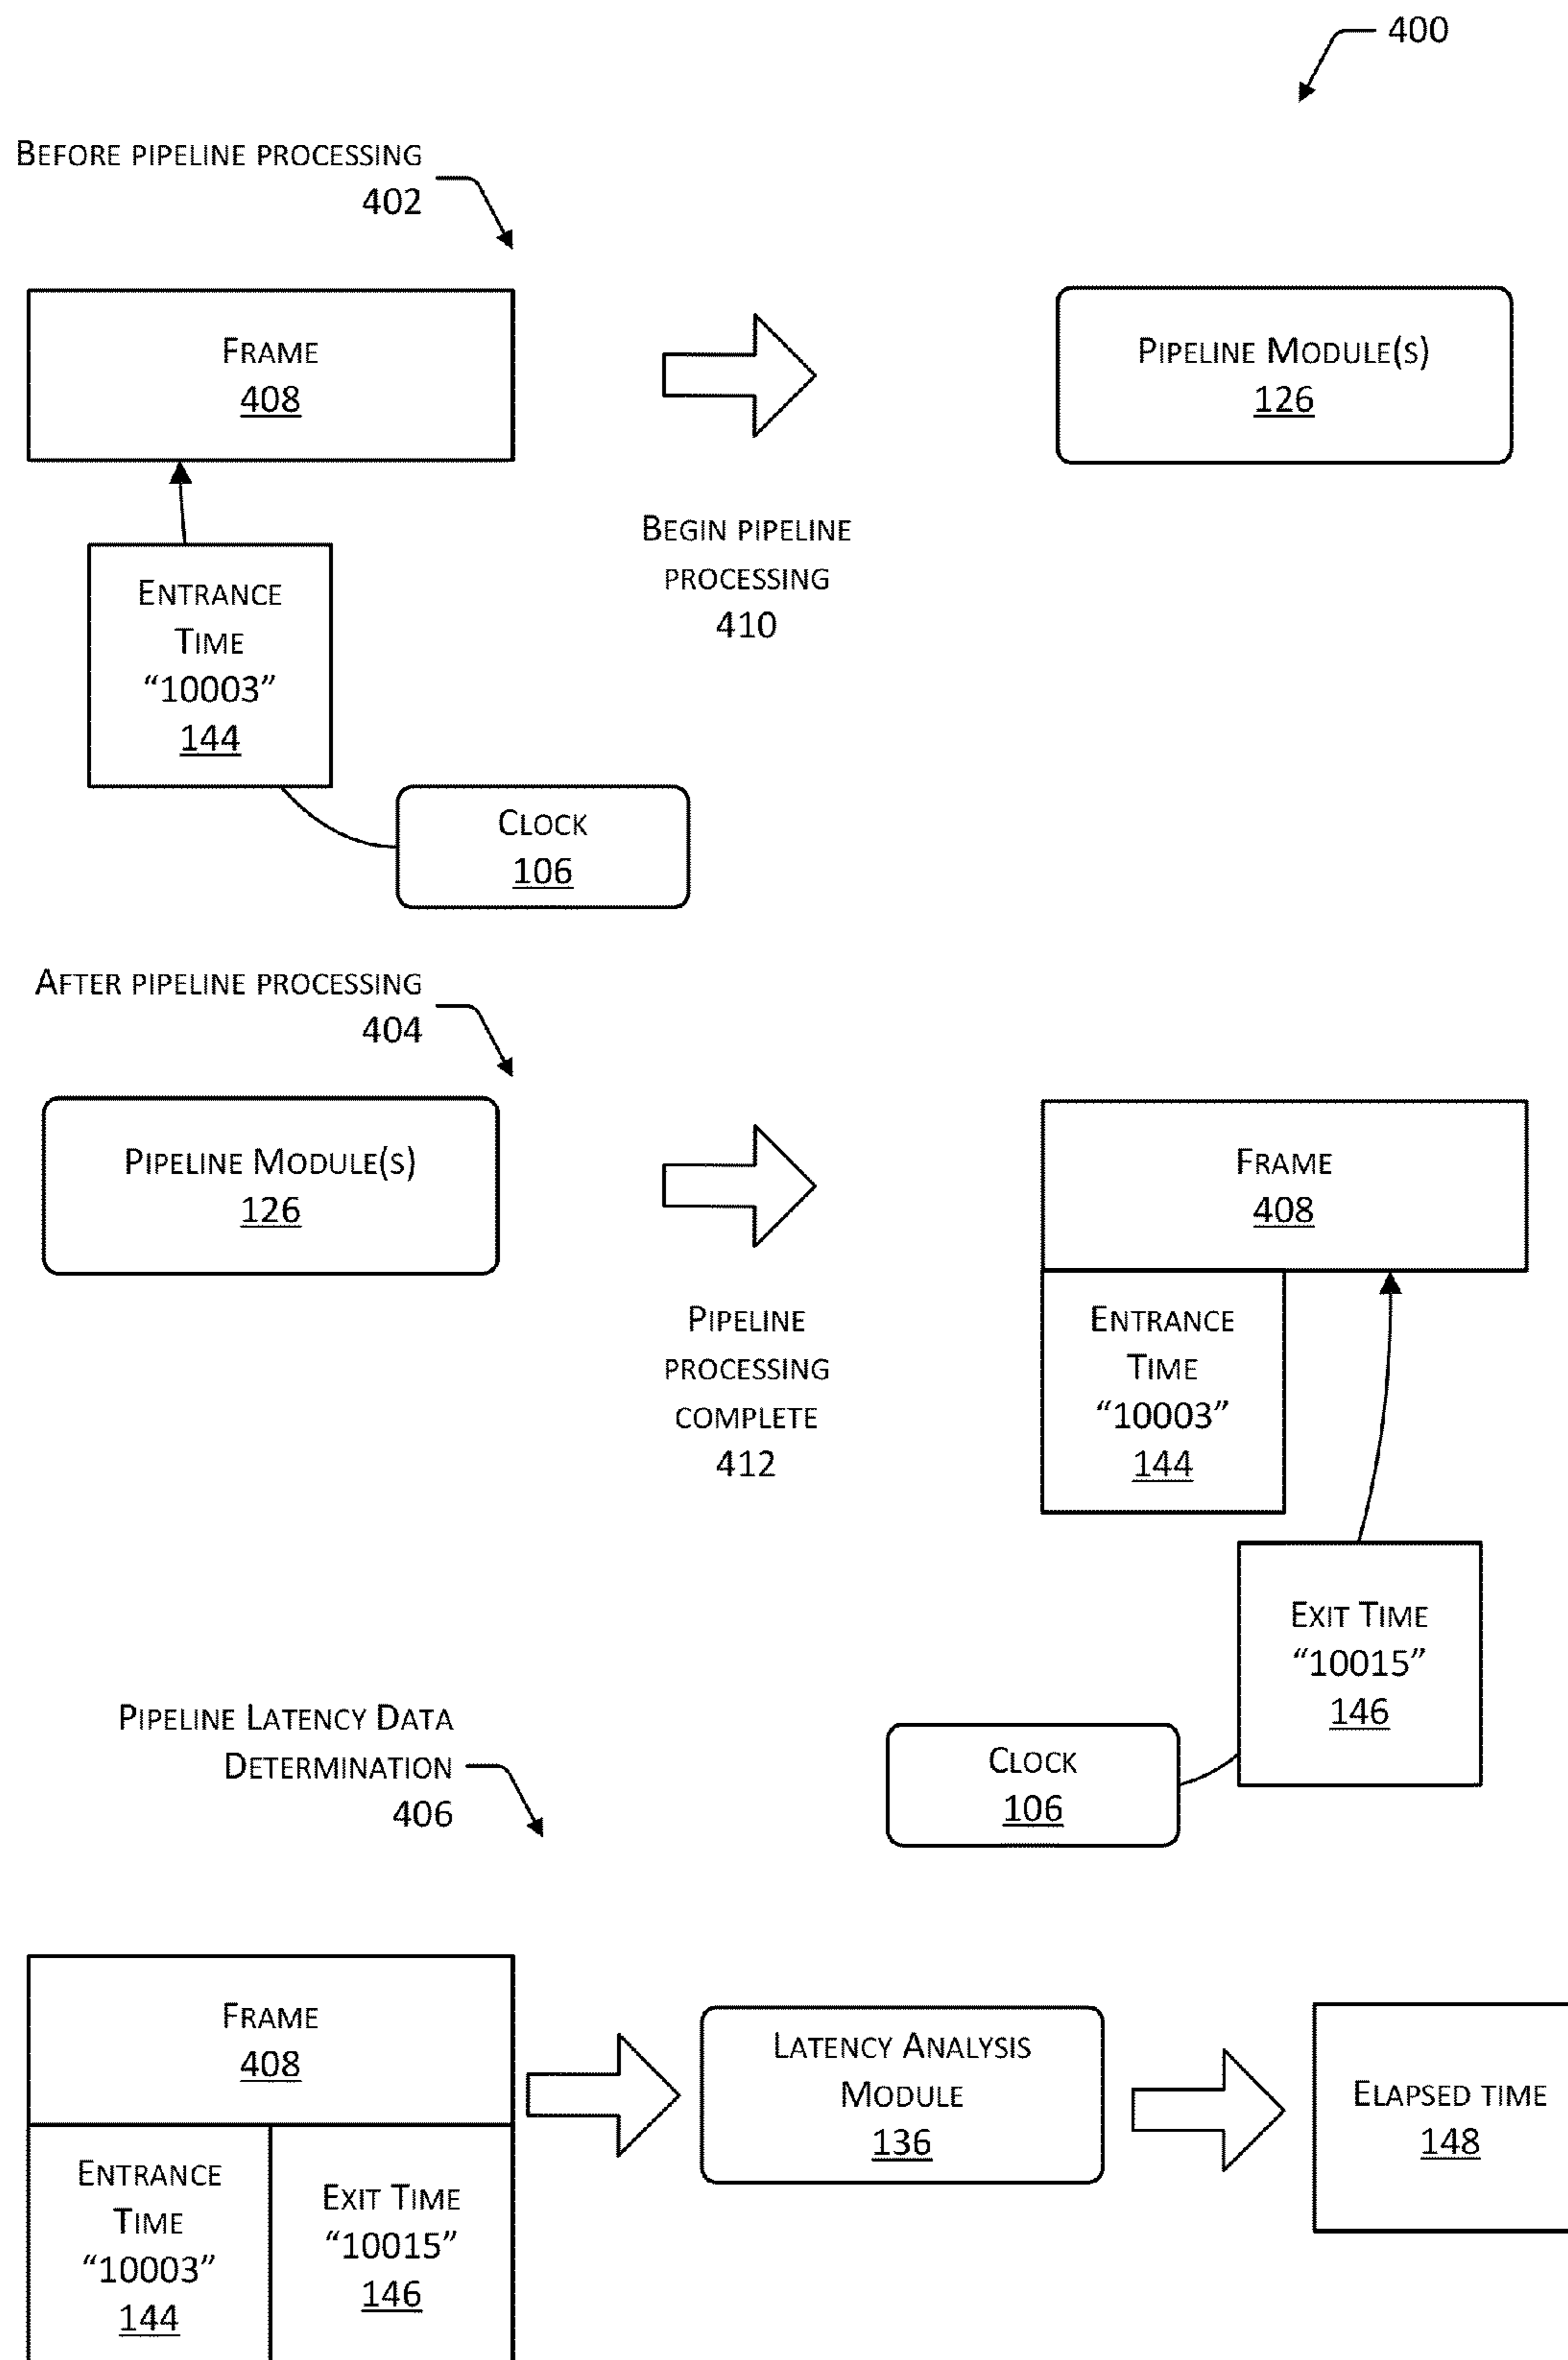 400
Before pipeline processing
402
Frame
408
Pipeline Module(s)
126
Begin pipeline
processing
410
Entrance
Time
“10003”
144
Clock
106
After pipeline processing
404
Pipeline Module(s)
126
Frame
408
Pipeline
processing
complete
412
Entrance
Time
“10003”
144
Exit Time
“10015”
146
Clock
106
Pipeline Latency Data
Determination
406
Frame
408
Entrance
Time
“10003”
144
Exit Time
“10015”
146
Latency Analysis
Module
136
Elapsed time
148